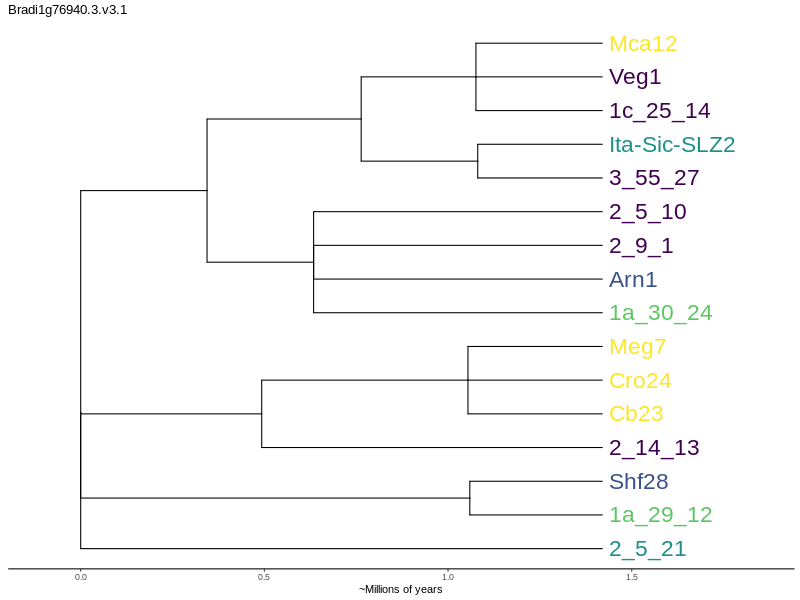 Bradi1g76940.3.v3.1
Mca12
Veg1
1c_25_14
Ita-Sic-SLZ2
3_55_27
2_5_10
2_9_1
Arn1
1a_30_24
Meg7
Cro24
Cb23
2_14_13
Shf28
1a_29_12
2_5_21
0.0 0.5 1.0 1.5
~Millions of years